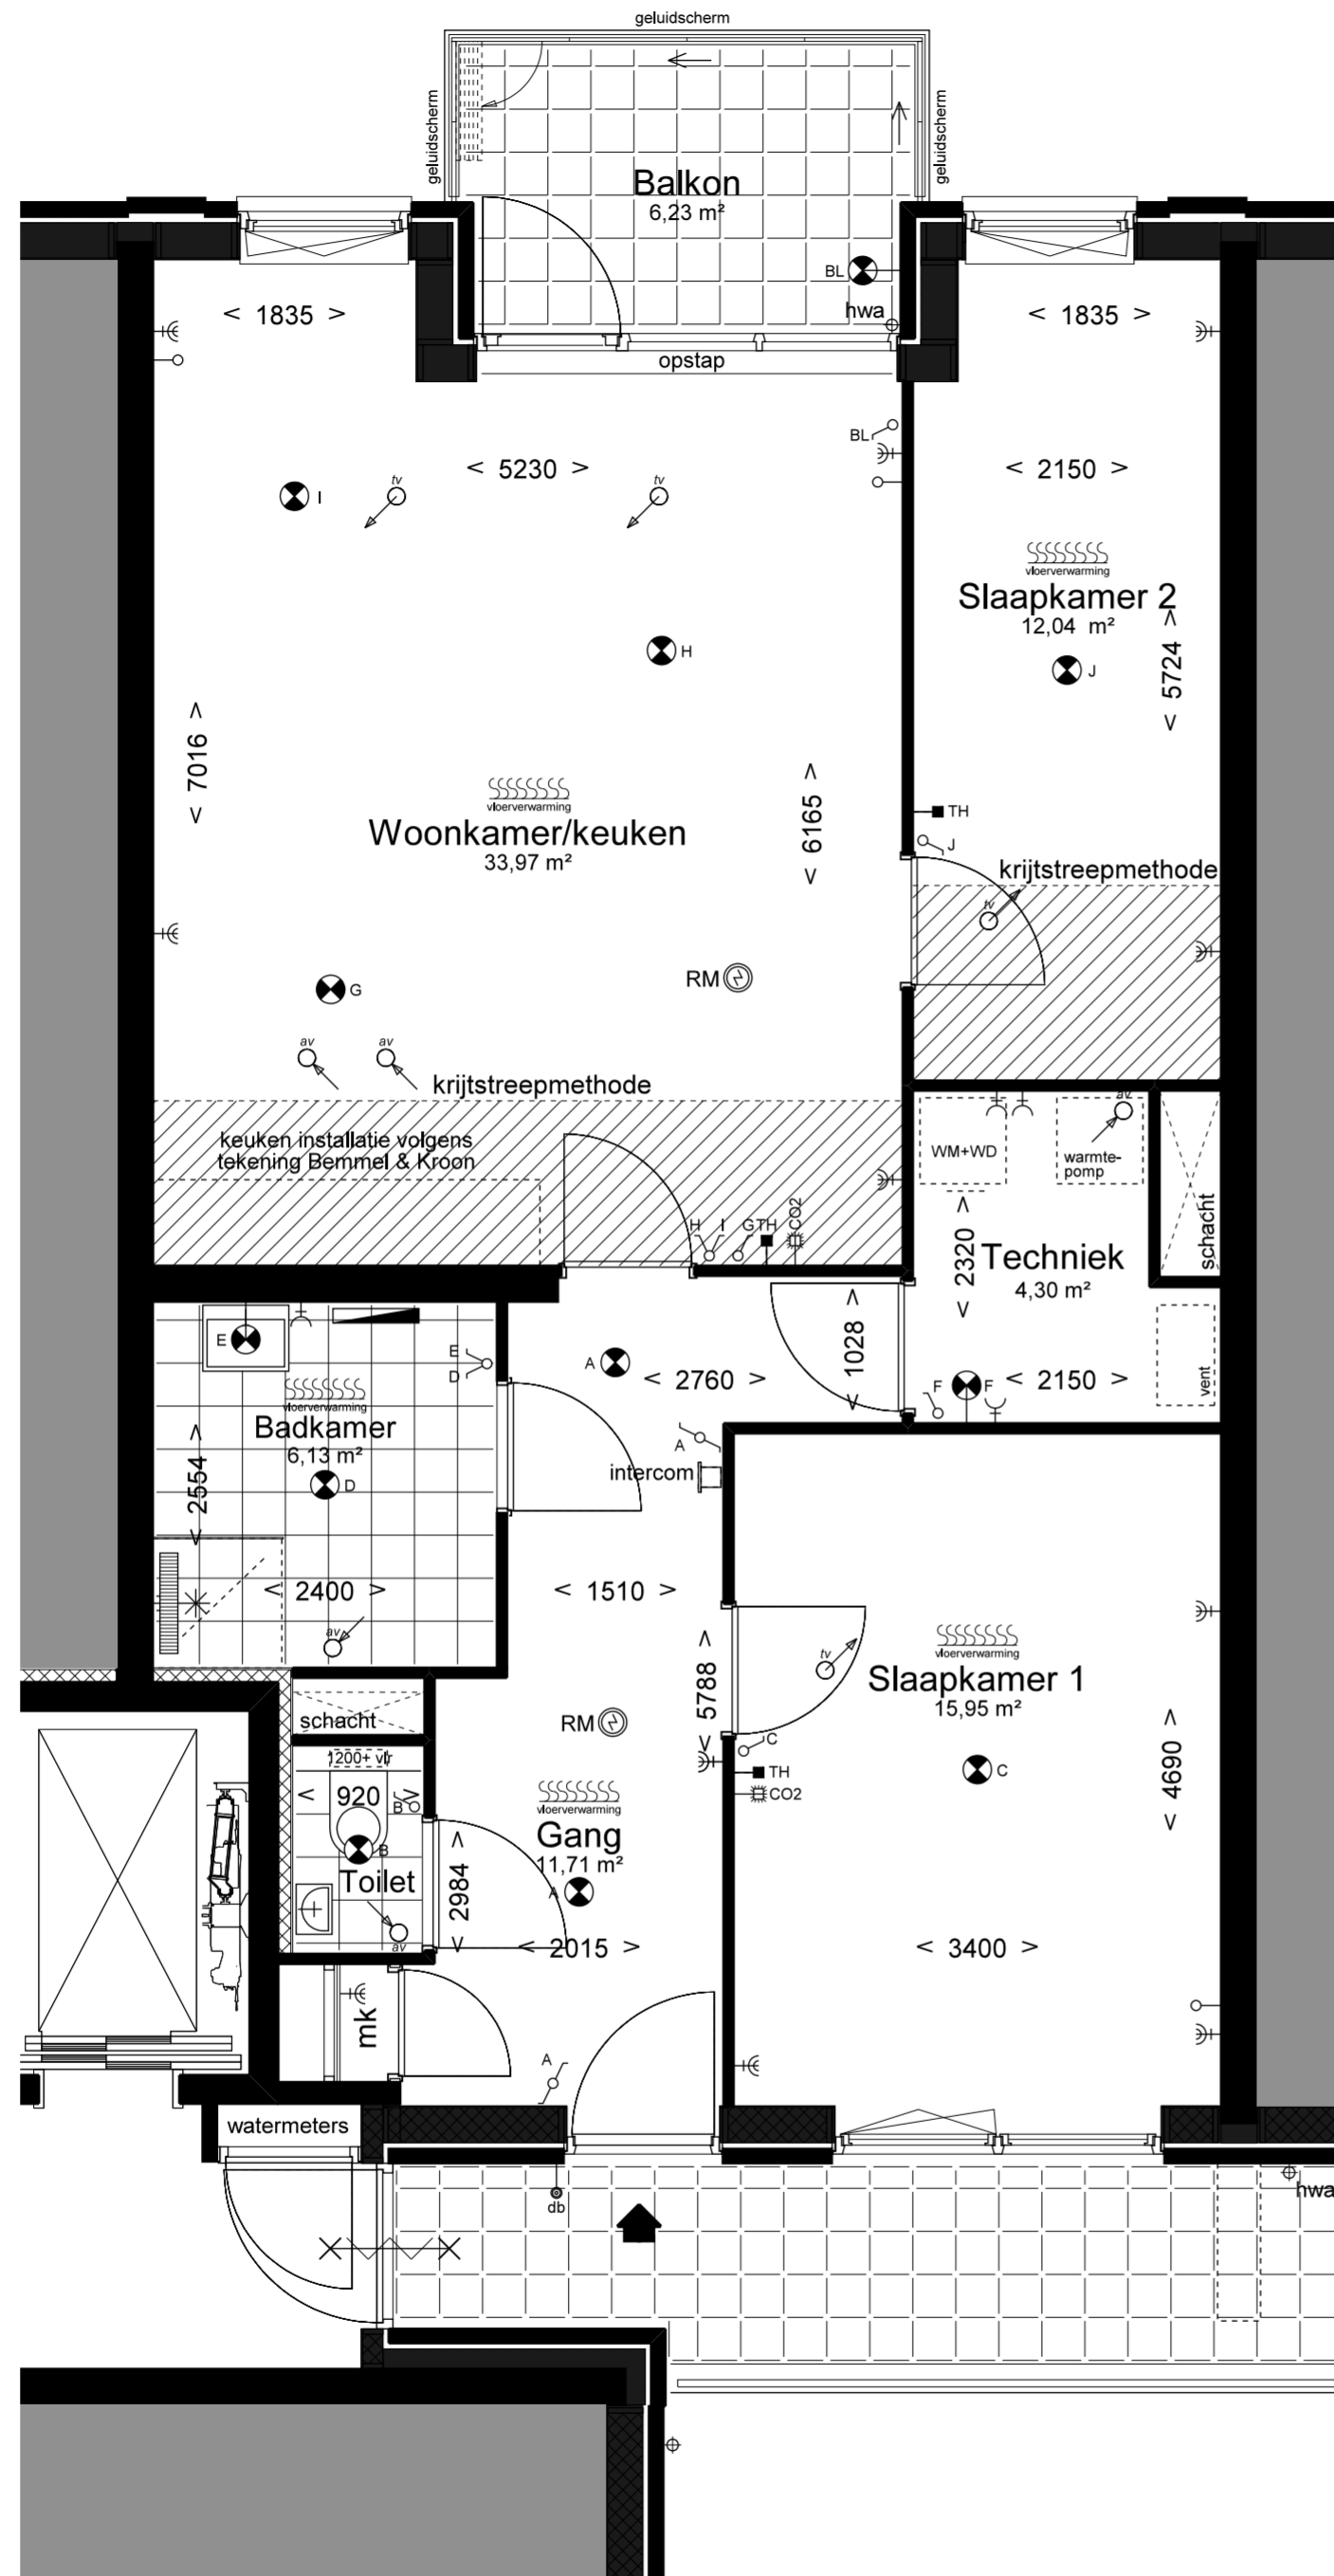 geluidscherm
geluidscherm
geluidscherm
Balkon
6,23 m²
BL
hwa
opstap
< 1835 >
< 1835 >
BL
< 5230 >
< 2150 >
tv
tv
I
vloerverwarming
Slaapkamer 2
12,04 m²
H
J
< 5724 >
< 7016 >
vloerverwarming
Woonkamer/keuken
33,97 m²
< 6165 >
TH
J
krijtstreepmethode
tv
RM
G
av
av
krijtstreepmethode
keuken installatie volgens
tekening Bemmel & Kroon
av
WM+WD
warmte-
pomp
schacht
H
I
G
TH
CO2
< 2320 >
Techniek
4,30 m²
E
E
D
A
< 2760 >
< 1028 >
F
F
< 2150 >
vent
vloerverwarming
Badkamer
6,13 m²
D
< 2554 >
A
intercom
< 2400 >
< 1510 >
av
tv
vloerverwarming
Slaapkamer 1
15,95 m²
< 5788 >
schacht
RM
C
TH
CO2
C
< 4690 >
1200+ vlr
< 920 >
B
B
Toilet
av
vloerverwarming
Gang
11,71 m²
A
< 2984 >
< 2015 >
< 3400 >
mk
A
watermeters
db
hwa